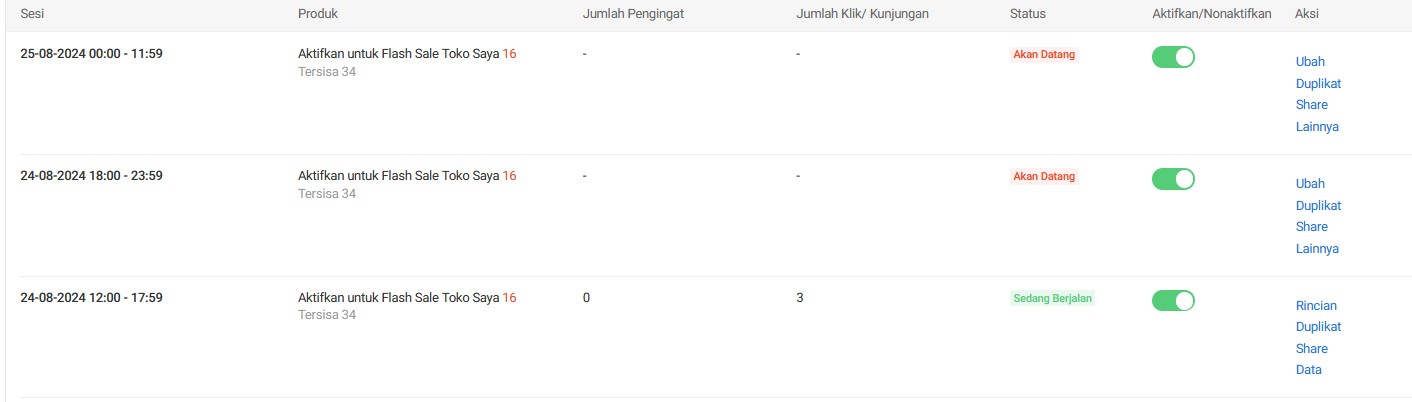 Sesi Produk Jumlah Pengingat Jumlah Klik/ Kunjungan Status Aktifkan/Nonaktifkan Aksi
25-08-2024 00:00 - 11:59 Aktifkan untuk Flash Sale Toko Saya 16 - - Akan Datang
Tersisa 34
Ubah
Duplikat
Share
Lainnya
24-08-2024 18:00 - 23:59 Aktifkan untuk Flash Sale Toko Saya 16 - - Akan Datang
Tersisa 34
Ubah
Duplikat
Share
Lainnya
24-08-2024 12:00 - 17:59 Aktifkan untuk Flash Sale Toko Saya 16 0 3 Sedang Berjalan
Tersisa 34
Rincian
Duplikat
Share
Data